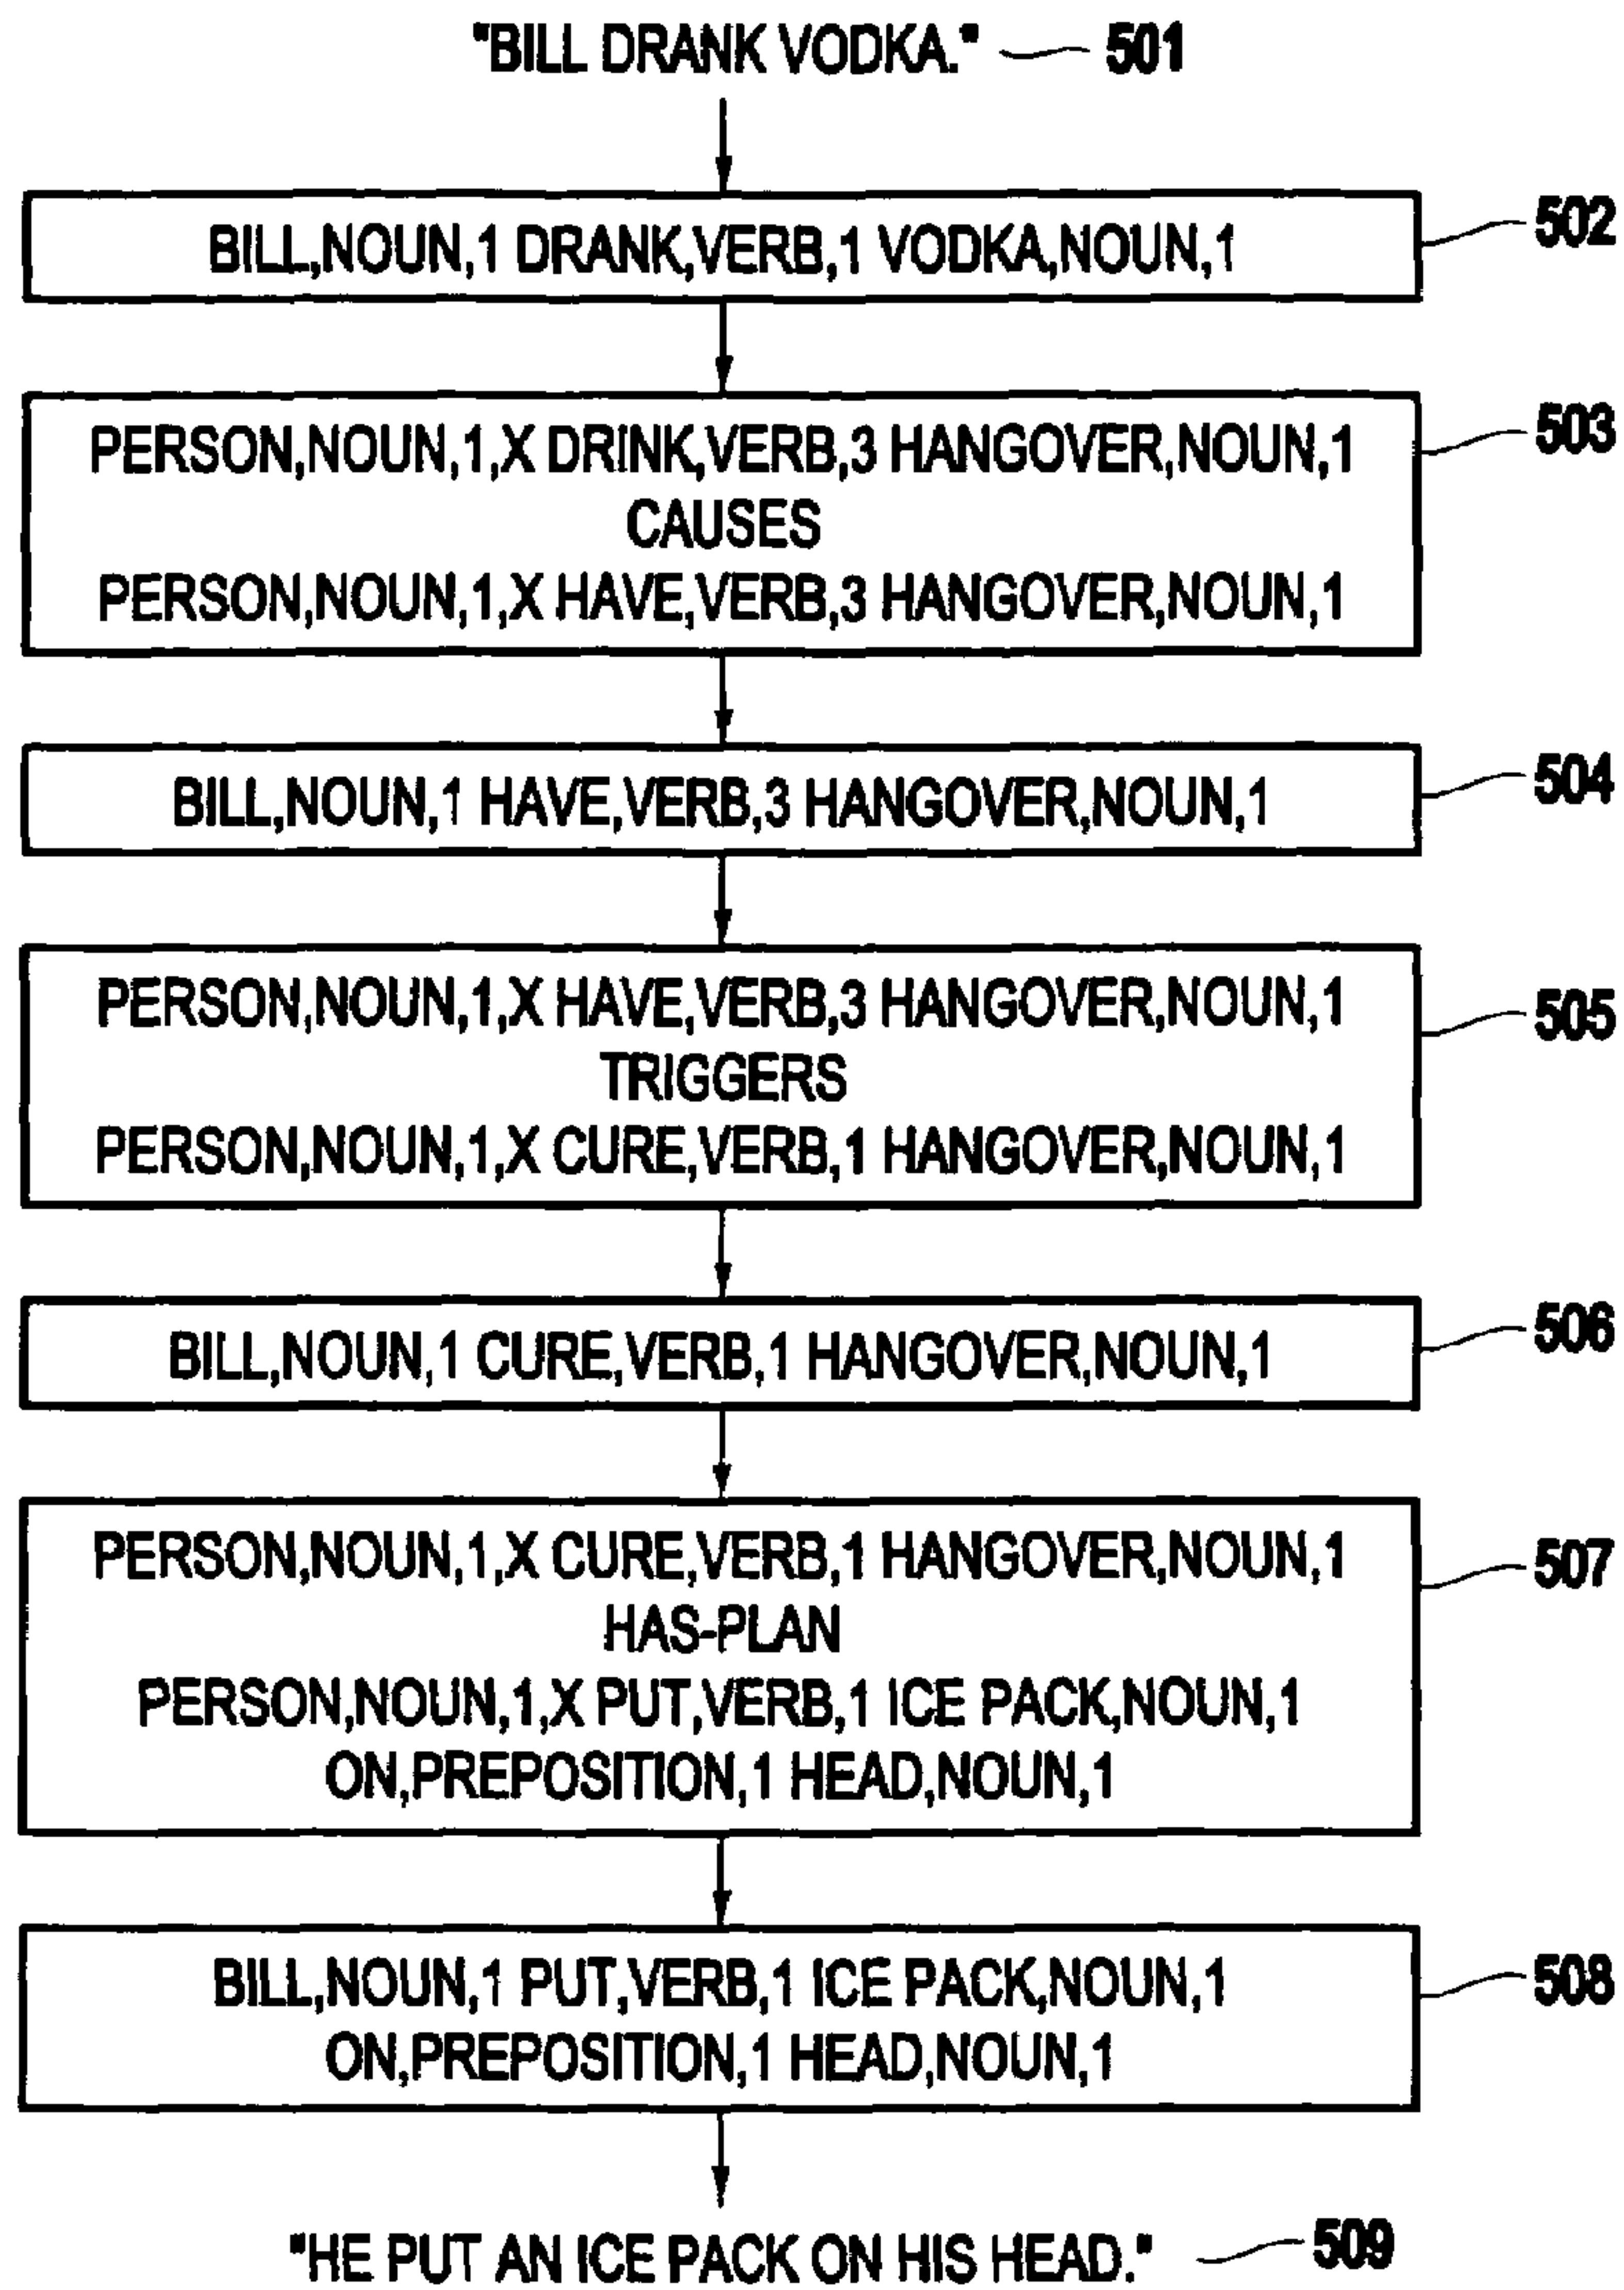 "BILL DRANK VODKA." 501
BILL,NOUN,1 DRANK,VERB,1 VODKA,NOUN,1 502
PERSON,NOUN,1,X DRINK,VERB,3 HANGOVER,NOUN,1 503
CAUSES
PERSON,NOUN,1,X HAVE,VERB,3 HANGOVER,NOUN,1
BILL,NOUN,1 HAVE,VERB,3 HANGOVER,NOUN,1 504
PERSON,NOUN,1,X HAVE,VERB,3 HANGOVER,NOUN,1 505
TRIGGERS
PERSON,NOUN,1,X CURE,VERB,1 HANGOVER,NOUN,1
BILL,NOUN,1 CURE,VERB,1 HANGOVER,NOUN,1 506
PERSON,NOUN,1,X CURE,VERB,1 HANGOVER,NOUN,1 507
HAS-PLAN
PERSON,NOUN,1,X PUT,VERB,1 ICE PACK,NOUN,1
ON,PREPOSITION,1 HEAD,NOUN,1
BILL,NOUN,1 PUT,VERB,1 ICE PACK,NOUN,1 508
ON,PREPOSITION,1 HEAD,NOUN,1
"HE PUT AN ICE PACK ON HIS HEAD." 509